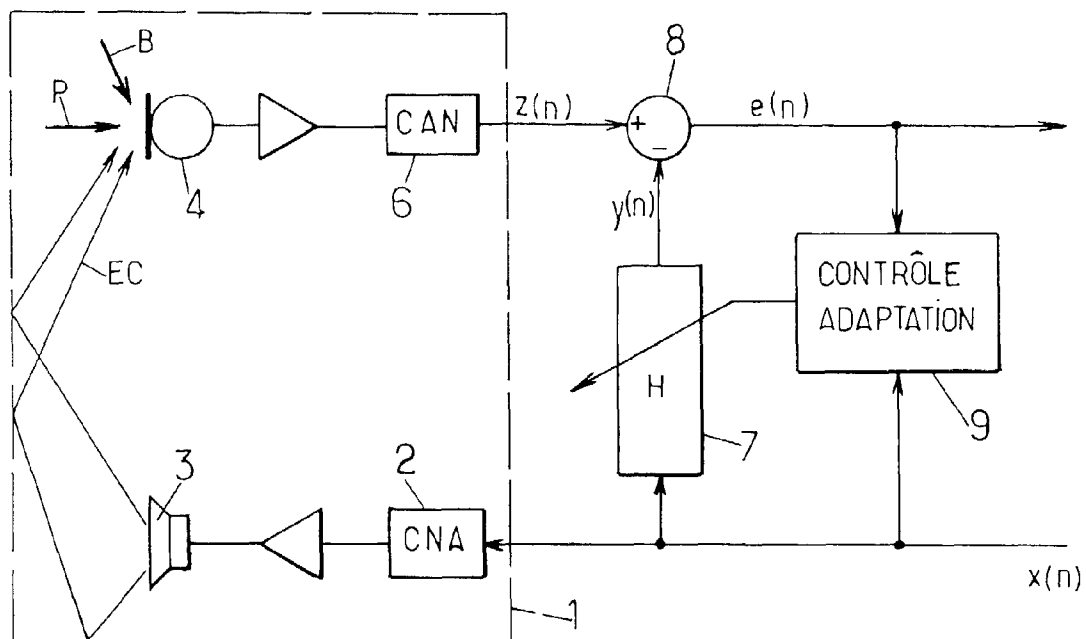 B
P
4
CAN
6
z(n)
8
+
−
e(n)
y(n)
EC
CONTRÔLE
ADAPTATION
9
H
7
3
2
CNA
x(n)
1